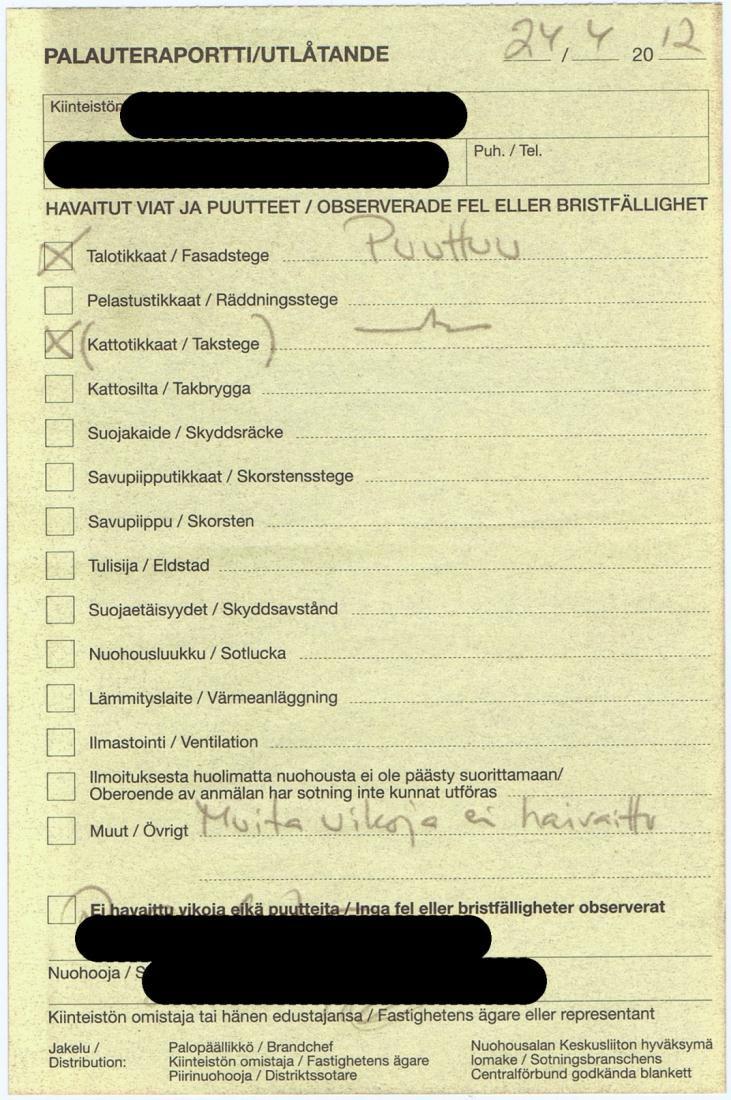 PALAUTERAPORTTI/UTLÅTANDE 24 / 4 20 12
Kiinteistön
Puh. / Tel.
HAVAITUT VIAT JA PUUTTEET / OBSERVERADE FEL ELLER BRISTFÄLLIGHET
Talotikkaat / Fasadstege Puuttuu
Pelastustikkaat / Räddningsstege
(Kattotikkaat / Takstege)
Kattosilta / Takbrygga
Suojakaide / Skyddsräcke
Savupiipputikkaat / Skorstensstege
Savupiippu / Skorsten
Tulisija / Eldstad
Suojaetäisyydet / Skyddsavstånd
Nuohousluukku / Sotlucka
Lämmityslaite / Värmeanläggning
Ilmastointi / Ventilation
Ilmoituksesta huolimatta nuohousta ei ole päästy suorittamaan/
Oberoende av anmälan har sotning inte kunnat utföras
Muut / Övrigt Muita vikoja ei haivaittu
Ei havaittu vikoja eikä puutteita / Inga fel eller bristfälligheter observerat
Nuohooja / S
Kiinteistön omistaja tai hänen edustajansa / Fastighetens ägare eller representant
Jakelu /
Distribution:
Palopäällikkö / Brandchef
Kiinteistön omistaja / Fastighetens ägare
Piirinuohooja / Distriktssotare
Nuohousalan Keskusliiton hyväksymä
lomake / Sotningsbranschens
Centralförbund godkända blankett